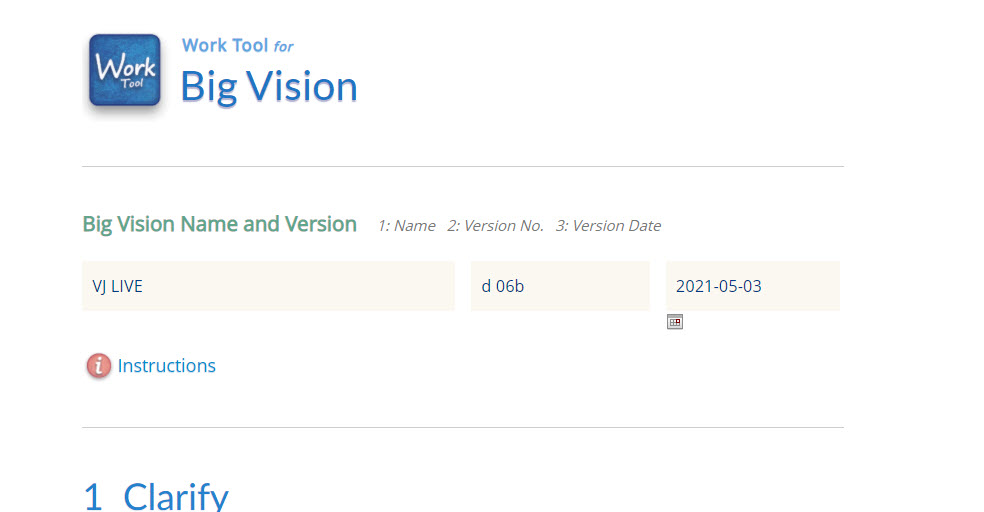 Work
Tool
Work Tool for
Big Vision
Big Vision Name and Version 1: Name 2: Version No. 3: Version Date
VJ LIVE d 06b 2021-05-03
i Instructions
1 Clarify